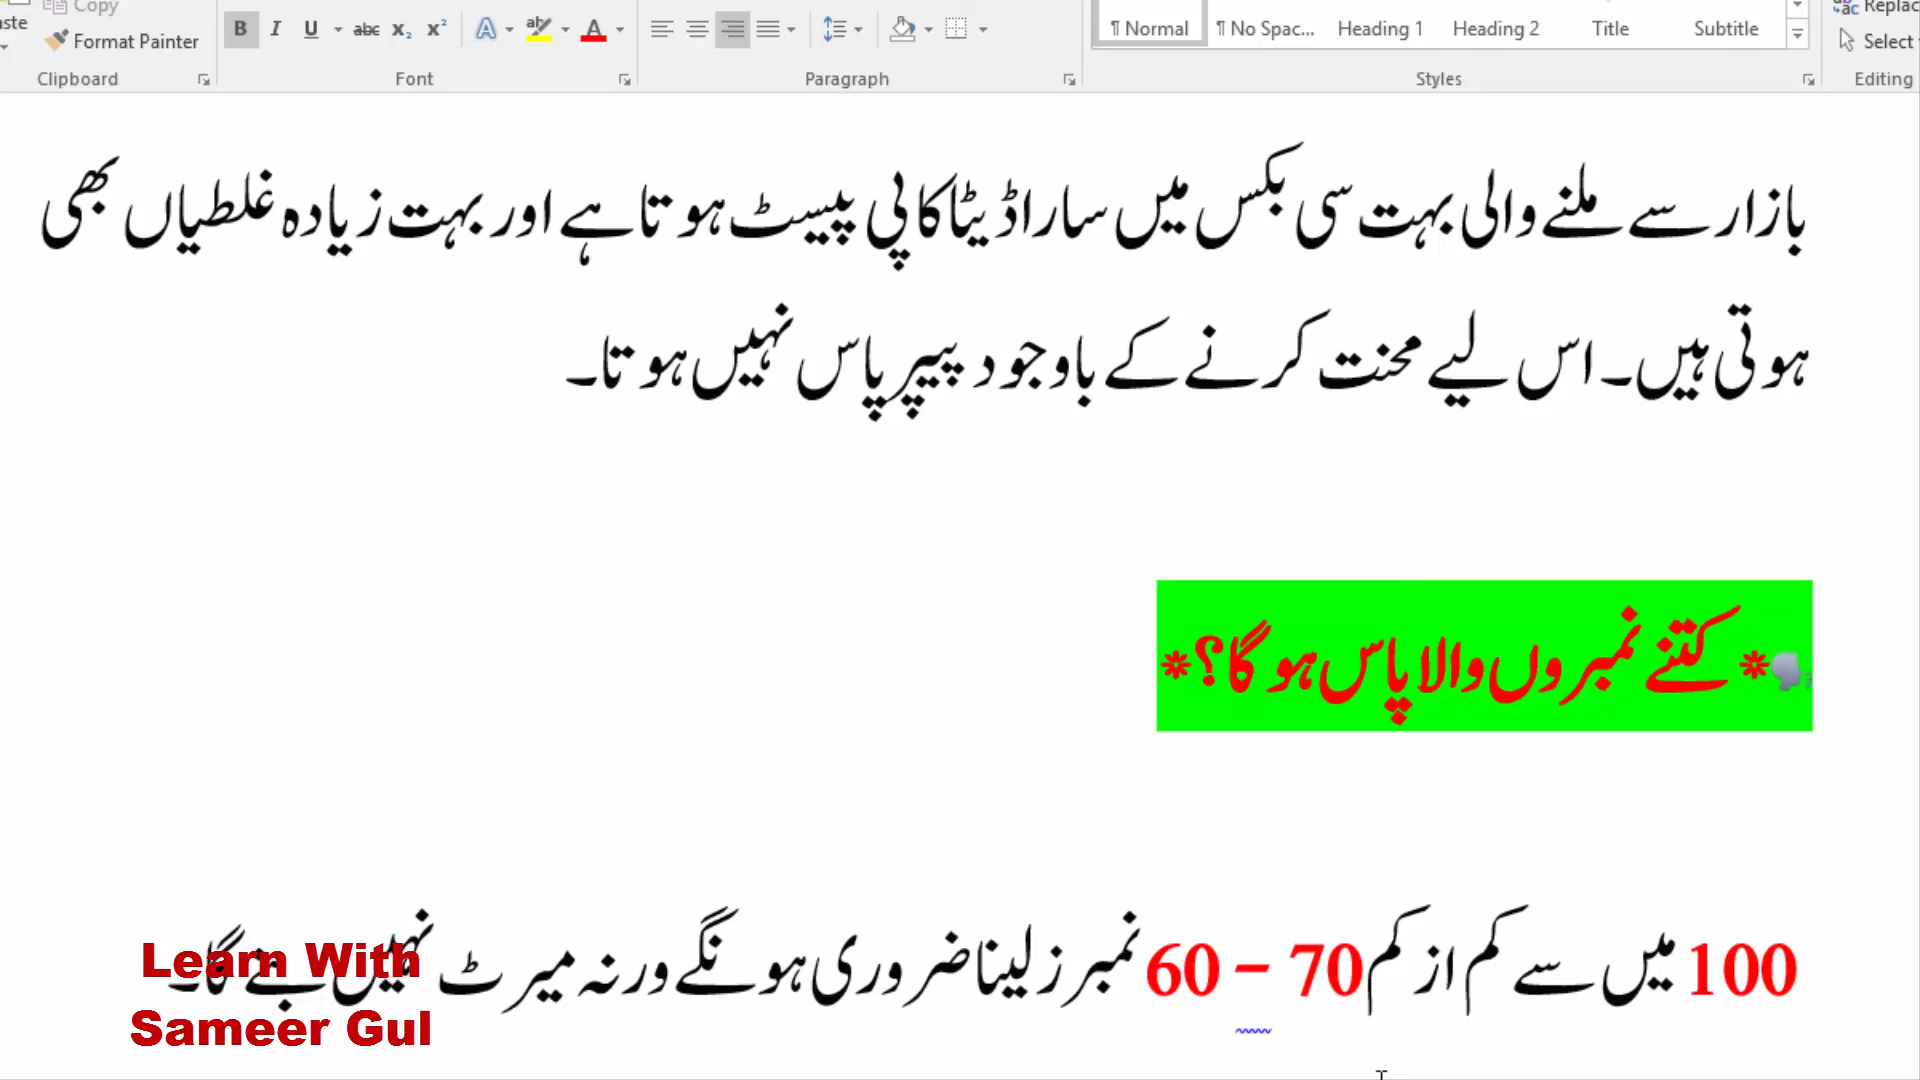 Copy
Format Painter
Clipboard
Font
Paragraph
¶ Normal
¶ No Spac...
Heading 1
Heading 2
Title
Subtitle
Styles
Select
Editing
بازار سے ملنے والی بہت سی بکس میں سارا ڈیٹا کاپی پیسٹ ہوتا ہے اور بہت زیادہ غلطیاں بھی
ہوتی ہیں۔ اس لیے محنت کرنے کے باوجود پیپر پاس نہیں ہوتا۔
*کتنے نمبروں والا پاس ہو گا؟*
100 میں سے کم از کم 70 – 60 نمبر ز لینا ضروری ہونگے ورنہ میرٹ نہیں بنے گا۔
Learn With
Sameer Gul